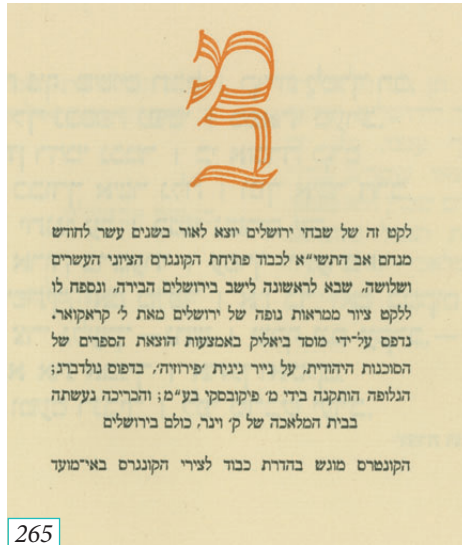 לקט זה של שבחי ירושלים יוצא לאור בשנים עשר לחודש
מנחם אב התשי״א לכבוד פתיחת הקונגרס הציוני העשרים
ושלושה, שבא לראשונה לישב בירושלים הבירה, ונספח לו
ללקט ציור ממראות נופה של ירושלים מאת ל׳ קראקואר.
נדפס על־ידי מוסד ביאליק באמצעות הוצאת הספרים של
הסוכנות היהודית, על נייר גינית ׳פירוזיה׳, בדפוס גולדברג;
הגלופה הותקנה בידי מ׳ פיקובסקי בע״מ; והכריכה נעשתה
בבית המלאכה של ק׳ וינר, כולם בירושלים
הקונטרס מוגש בהדרת כבוד לצירי הקונגרס באי־מועד
265